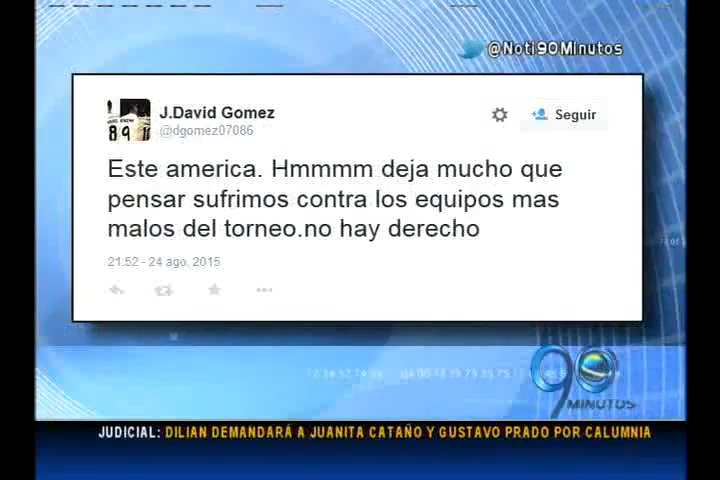 @Noti90Minutos
J.David Gomez
Seguir
@dgomez07086
Este america. Hmmmm deja mucho que
pensar sufrimos contra los equipos mas
malos del torneo.no hay derecho
21:52 - 24 ago. 2015
90
MINUTOS
JUDICIAL: DILIAN DEMANDARÁ A JUANITA CATAÑO Y GUSTAVO PRADO POR CALUMNIA